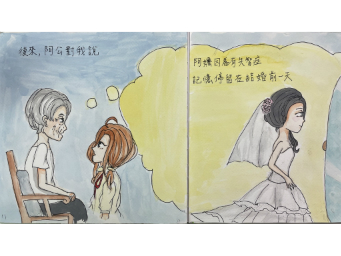 後來,阿公對我說
阿嬤因為有失智症
記憶停留在結婚前一天